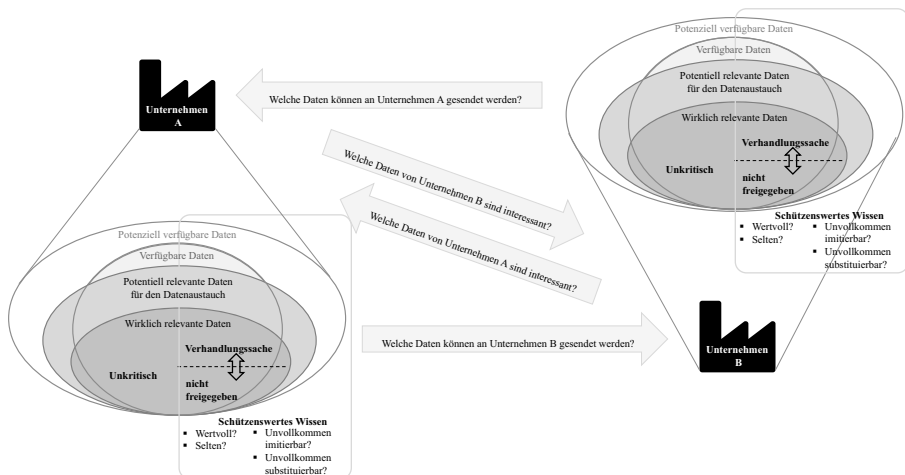 Potenziell verfügbare Daten
Verfügbare Daten
Potentiell relevante Daten
für den Datenaustausch
Wirklich relevante Daten
Verhandlungssache
Unkritisch
nicht
freigegeben
Schützenswertes Wissen
▪ Wertvoll?
▪ Selten?
▪ Unvollkommen
imitierbar?
▪ Unvollkommen
substituierbar?
Unternehmen
A
Welche Daten können an Unternehmen A gesendet werden?
Welche Daten von Unternehmen B sind interessant?
Welche Daten von Unternehmen A sind interessant?
Welche Daten können an Unternehmen B gesendet werden?
Potenziell verfügbare Daten
Verfügbare Daten
Potentiell relevante Daten
für den Datenaustausch
Wirklich relevante Daten
Verhandlungssache
Unkritisch
nicht
freigegeben
Schützenswertes Wissen
▪ Wertvoll?
▪ Selten?
▪ Unvollkommen
imitierbar?
▪ Unvollkommen
substituierbar?
Unternehmen
B